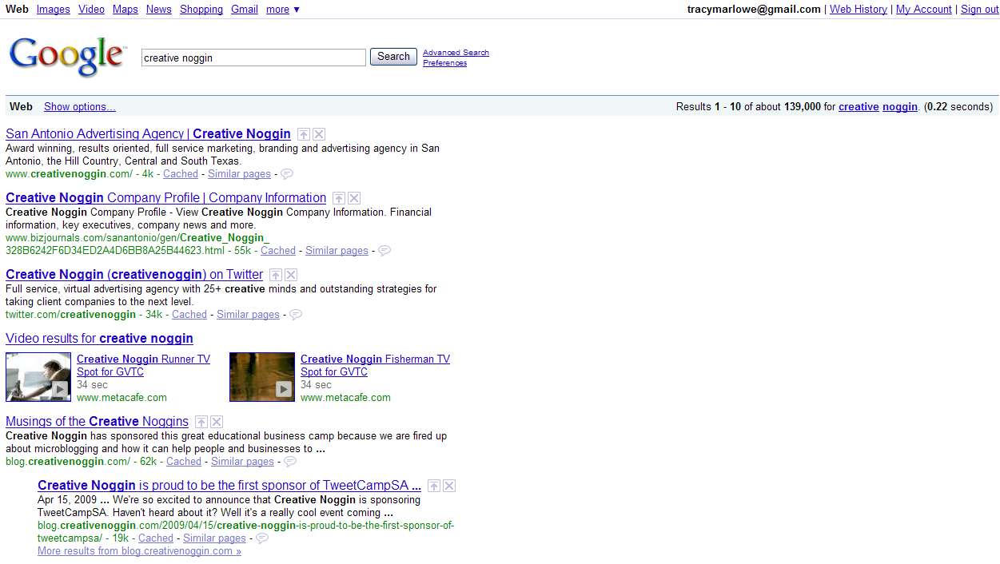 Web Images Video Maps News Shopping Gmail more ▼
tracymarlowe@gmail.com | Web History | My Account | Sign out
Google™
creative noggin
Search
Advanced Search
Preferences
Web Show options...
Results 1 - 10 of about 139,000 for creative noggin. (0.22 seconds)
San Antonio Advertising Agency | Creative Noggin
Award winning, results oriented, full service marketing, branding and advertising agency in San
Antonio, the Hill Country, Central and South Texas.
www.creativenoggin.com/ - 4k - Cached - Similar pages -
Creative Noggin Company Profile | Company Information
Creative Noggin Company Profile - View Creative Noggin Company Information. Financial
information, key executives, company news and more.
www.bizjournals.com/sanantonio/gen/Creative_Noggin_
328B6242F6D34ED2A4D6BB8A25B44623.html - 55k - Cached - Similar pages -
Creative Noggin (creativenoggin) on Twitter
Full service, virtual advertising agency with 25+ creative minds and outstanding strategies for
taking client companies to the next level.
twitter.com/creativenoggin - 34k - Cached - Similar pages -
Video results for creative noggin
Creative Noggin Runner TV
Spot for GVTC
34 sec
www.metacafe.com
Creative Noggin Fisherman TV
Spot for GVTC
34 sec
www.metacafe.com
Musings of the Creative Noggins
Creative Noggin has sponsored this great educational business camp because we are fired up
about microblogging and how it can help people and businesses to ...
blog.creativenoggin.com/ - 62k - Cached - Similar pages -
Creative Noggin is proud to be the first sponsor of TweetCampSA ...
Apr 15, 2009 ... We're so excited to announce that Creative Noggin is sponsoring
TweetCampSA. Haven't heard about it? Well it's a really cool event coming ...
blog.creativenoggin.com/2009/04/15/creative-noggin-is-proud-to-be-the-first-sponsor-of-
tweetcampsa/ - 19k - Cached - Similar pages -
More results from blog.creativenoggin.com »